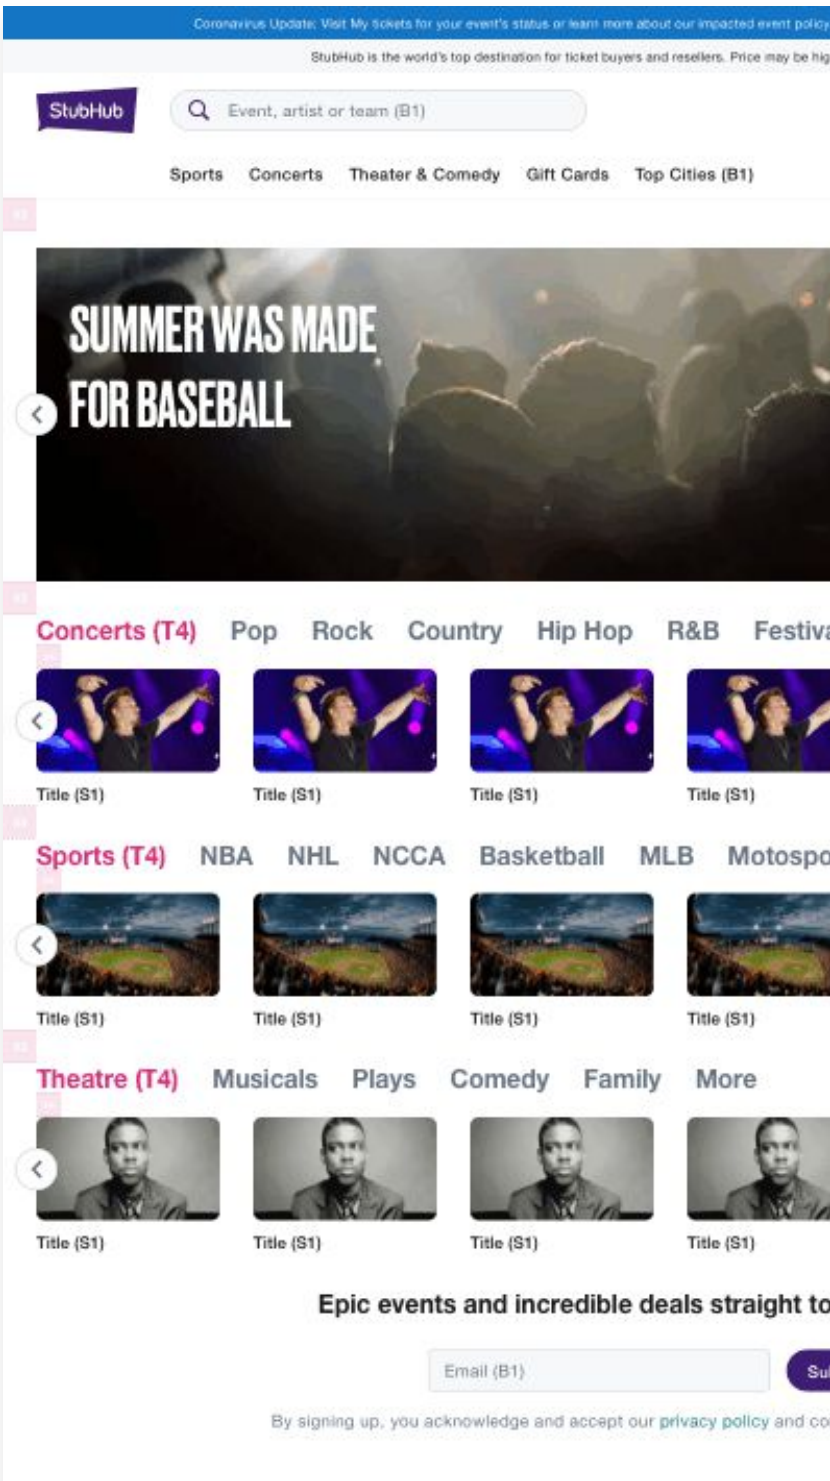 Coronavirus Update: Visit My tickets for your event's status or learn more about our impacted event policy
StubHub is the world's top destination for ticket buyers and resellers. Price may be hig
StubHub
Event, artist or team (B1)
Sports Concerts Theater & Comedy Gift Cards Top Cities (B1)
SUMMER WAS MADE
FOR BASEBALL
Concerts (T4) Pop Rock Country Hip Hop R&B Festiva
Title (S1) Title (S1) Title (S1) Title (S1)
Sports (T4) NBA NHL NCCA Basketball MLB Motospo
Title (S1) Title (S1) Title (S1) Title (S1)
Theatre (T4) Musicals Plays Comedy Family More
Title (S1) Title (S1) Title (S1) Title (S1)
Epic events and incredible deals straight to
Email (B1) Su
By signing up, you acknowledge and accept our privacy policy and co